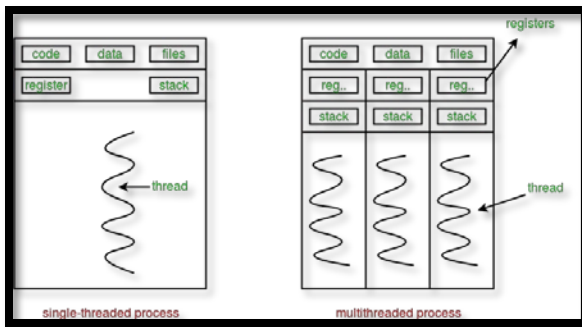 registers
code data files
code data files
register stack
reg.. reg.. reg..
stack stack stack
thread
thread
single-threaded process
multithreaded process